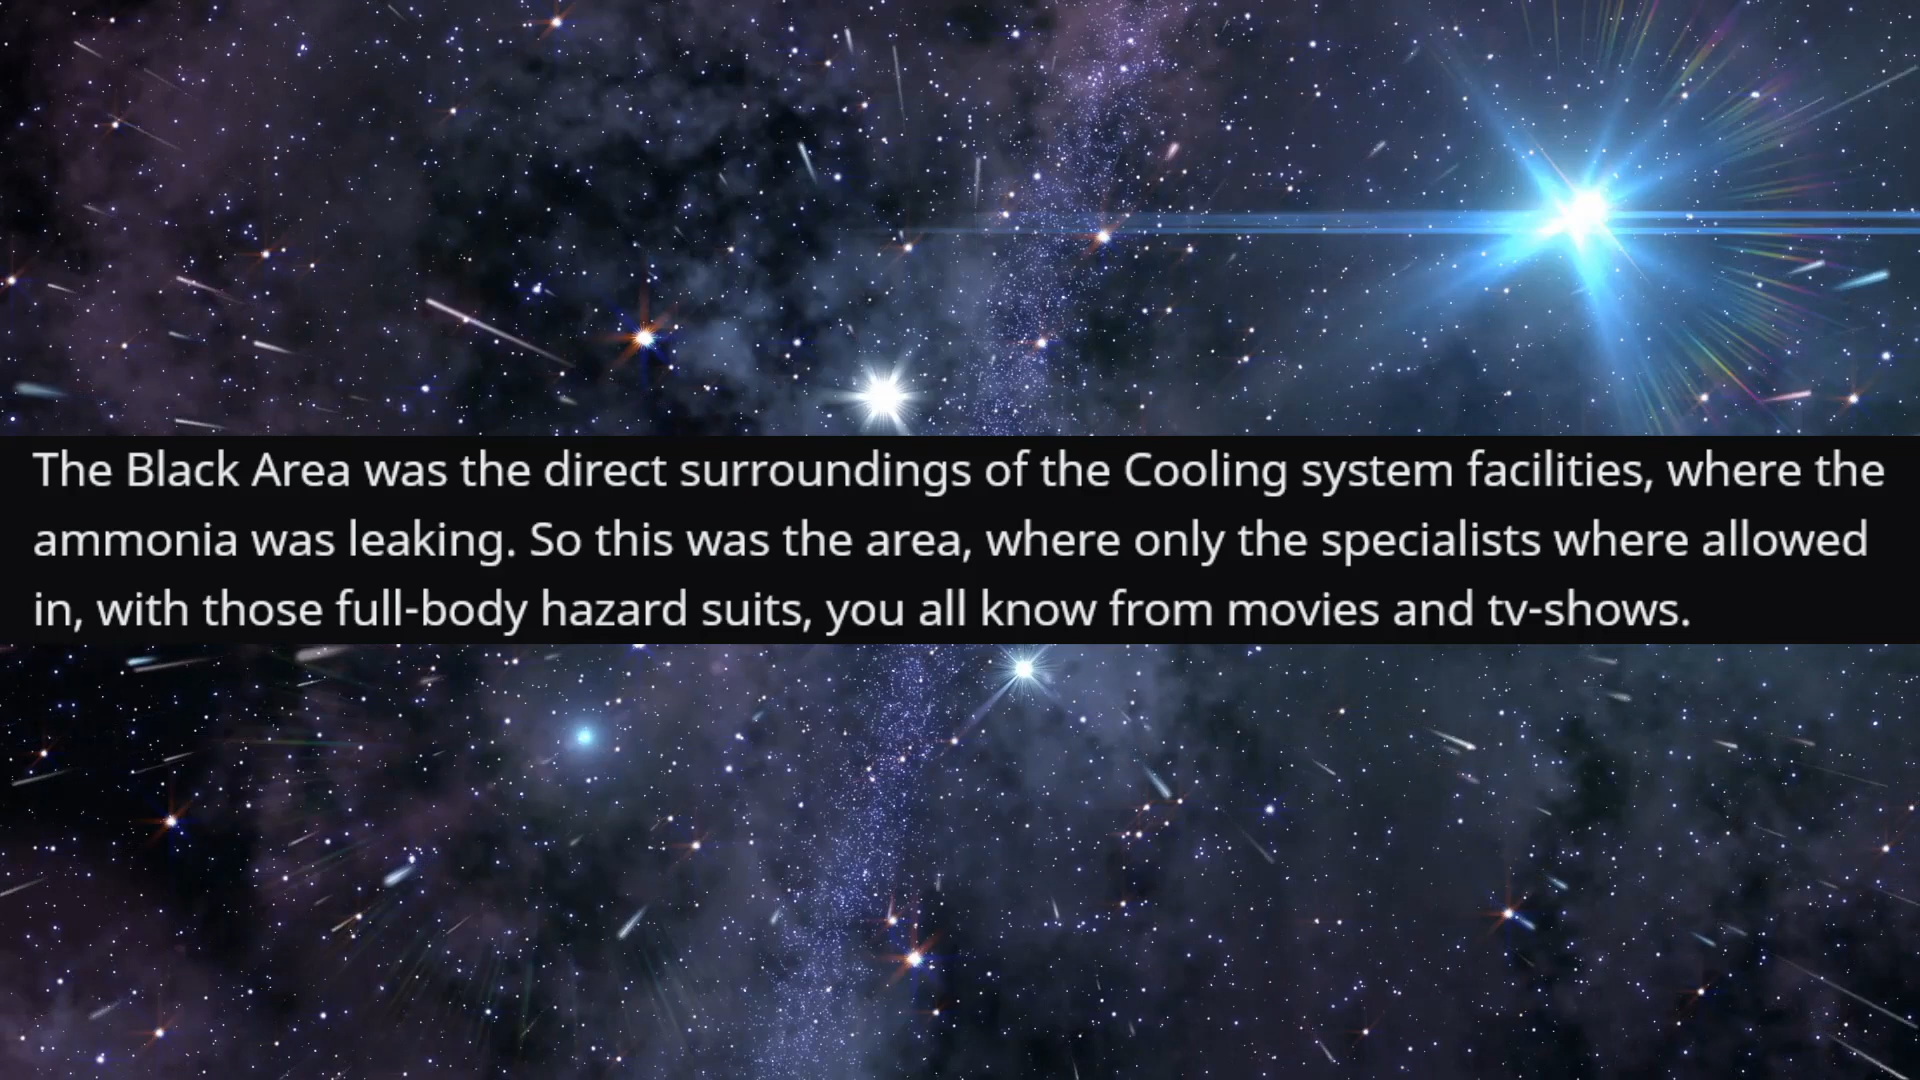 The Black Area was the direct surroundings of the Cooling system facilities, where the
ammonia was leaking. So this was the area, where only the specialists where allowed
in, with those full-body hazard suits, you all know from movies and tv-shows.